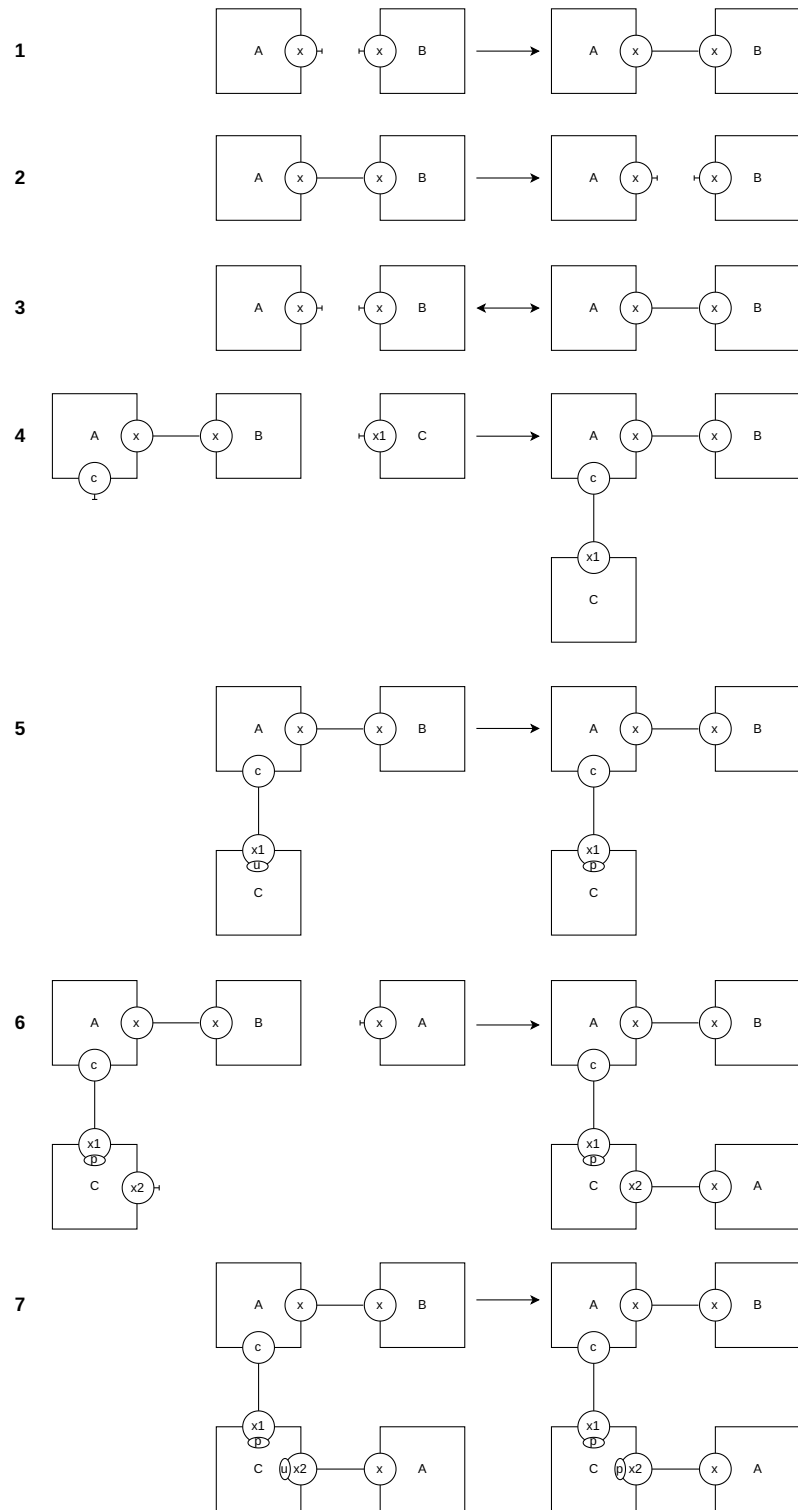 1 A x x B A x x B
2 A x x B A x x B
3 A x x B A x x B
4 A x x B x1 C A x x B
c c
x1
C
5 A x x B A x x B
c c
x1 x1
u p
C C
6 A x x B x A A x x B
c c
x1 x1
p p
C x2 C x2 x A
7 A x x B A x x B
c c
x1 x1
p p
C u x2 x A C p x2 x A